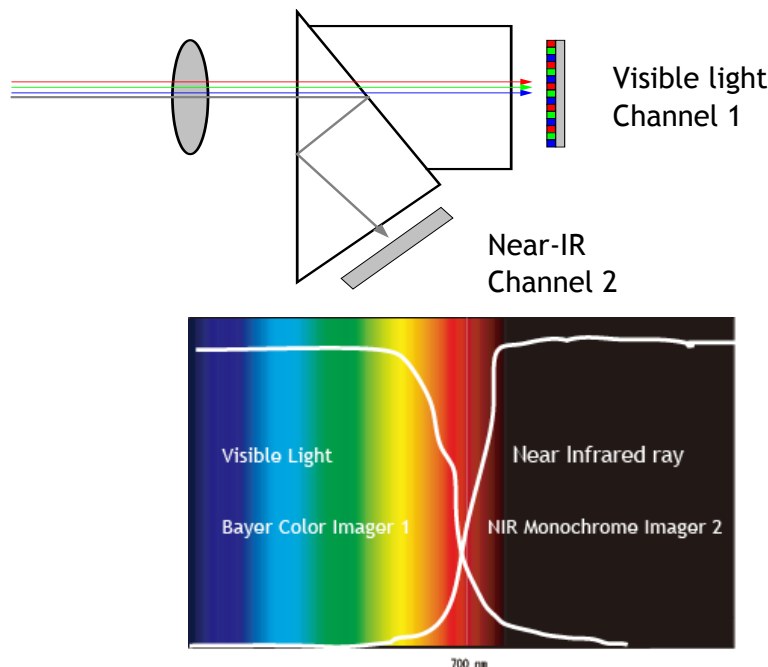 Visible light
Channel 1
Near-IR
Channel 2
Visible Light
Near Infrared ray
Bayer Color Imager 1
NIR Monochrome Imager 2
700 nm